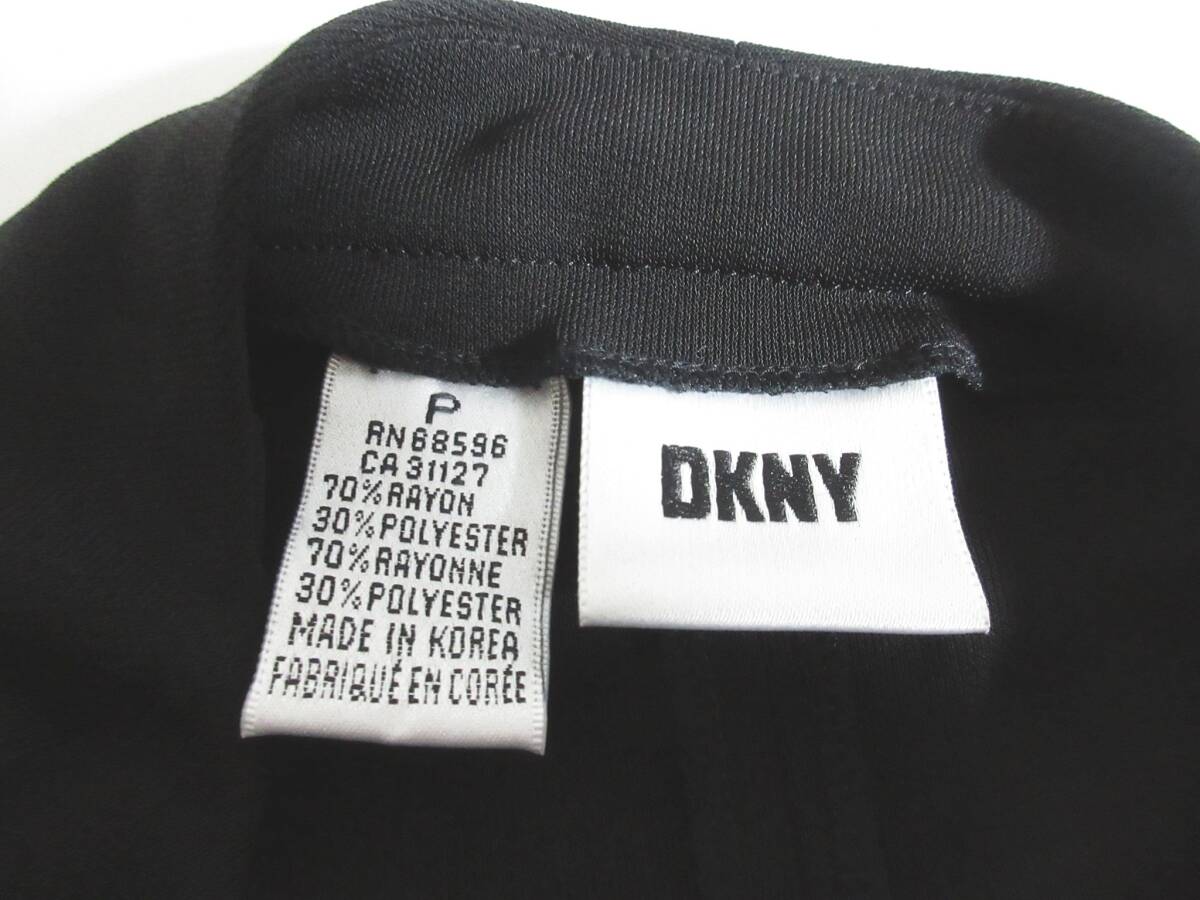 P
RN68596
CA31127
70%RAYON
30%POLYESTER
70%RAYONNE
30%POLYESTER
MADE IN KOREA
FABRIQUÉ EN CORÉE
DKNY